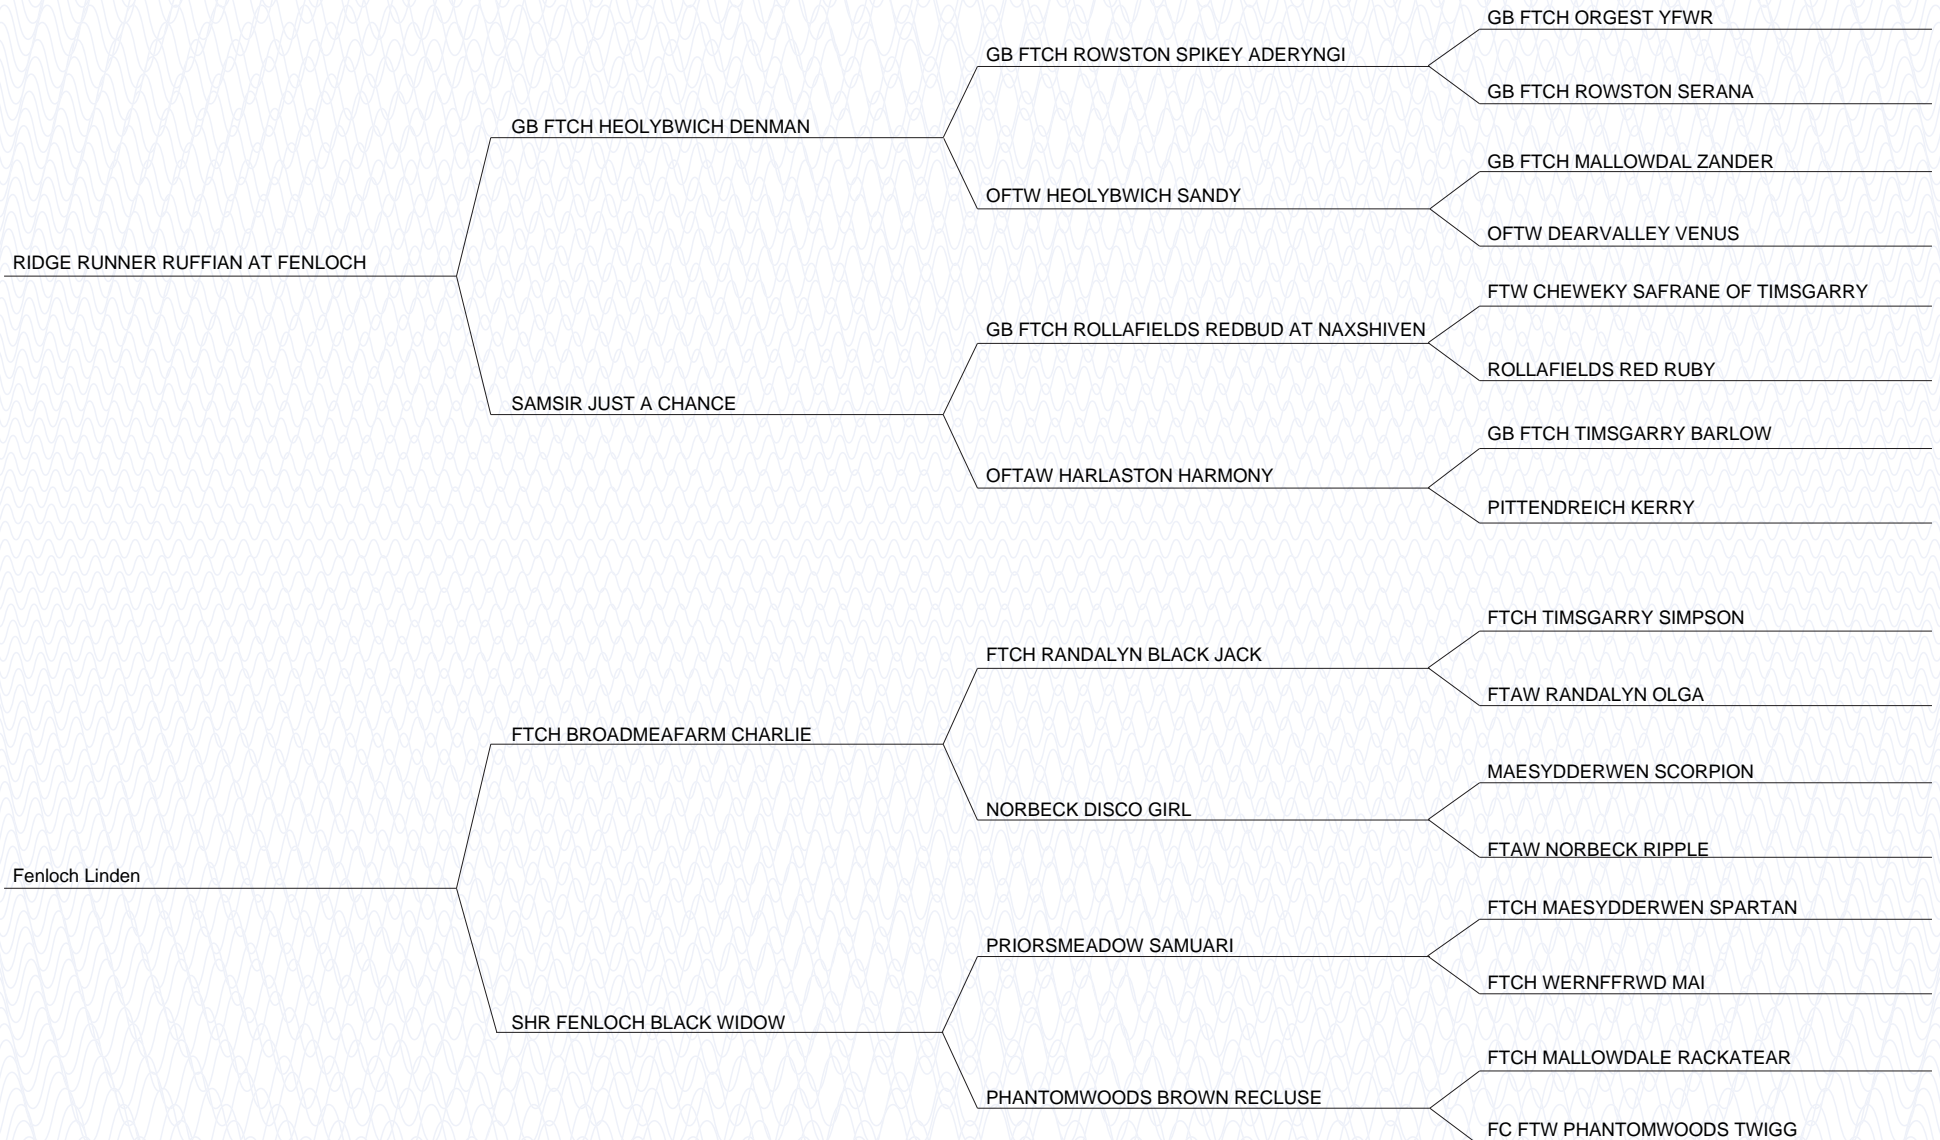 GB FTCH ORGEST YFWR
GB FTCH ROWSTON SPIKEY ADERYNGI
GB FTCH ROWSTON SERANA
GB FTCH HEOLYBWICH DENMAN
GB FTCH MALLOWDAL ZANDER
OFTW HEOLYBWICH SANDY
OFTW DEARVALLEY VENUS
RIDGE RUNNER RUFFIAN AT FENLOCH
FTW CHEWEKY SAFRANE OF TIMSGARRY
GB FTCH ROLLAFIELDS REDBUD AT NAXSHIVEN
ROLLAFIELDS RED RUBY
SAMSIR JUST A CHANCE
GB FTCH TIMSGARRY BARLOW
OFTAW HARLASTON HARMONY
PITTENDREICH KERRY
FTCH TIMSGARRY SIMPSON
FTCH RANDALYN BLACK JACK
FTAW RANDALYN OLGA
FTCH BROADMEAFARM CHARLIE
MAESYDDERWEN SCORPION
NORBECK DISCO GIRL
FTAW NORBECK RIPPLE
Fenloch Linden
FTCH MAESYDDERWEN SPARTAN
PRIORSMEADOW SAMUARI
FTCH WERNFFRWD MAI
SHR FENLOCH BLACK WIDOW
FTCH MALLOWDALE RACKATEAR
PHANTOMWOODS BROWN RECLUSE
FC FTW PHANTOMWOODS TWIGG